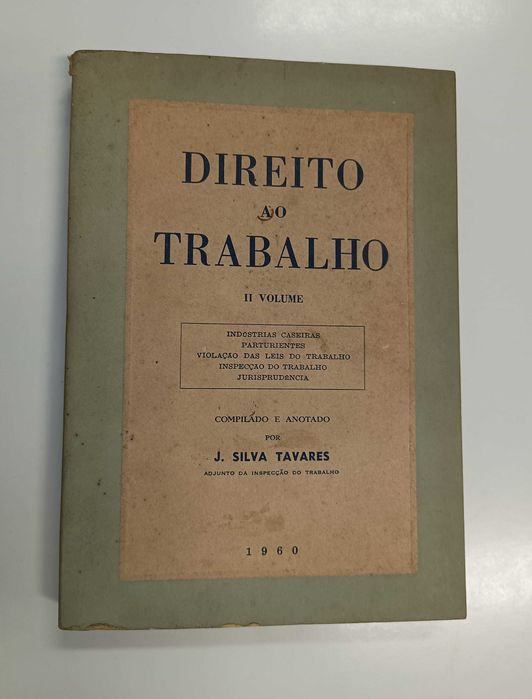 DIREITO
AO
TRABALHO
II VOLUME
INDÚSTRIAS CASEIRAS
PARTURIENTES
VIOLAÇÃO DAS LEIS DO TRABALHO
INSPECÇÃO DO TRABALHO
JURISPRUDÊNCIA
COMPILADO E ANOTADO
POR
J. SILVA TAVARES
ADJUNTO DA INSPECÇÃO DO TRABALHO
1960